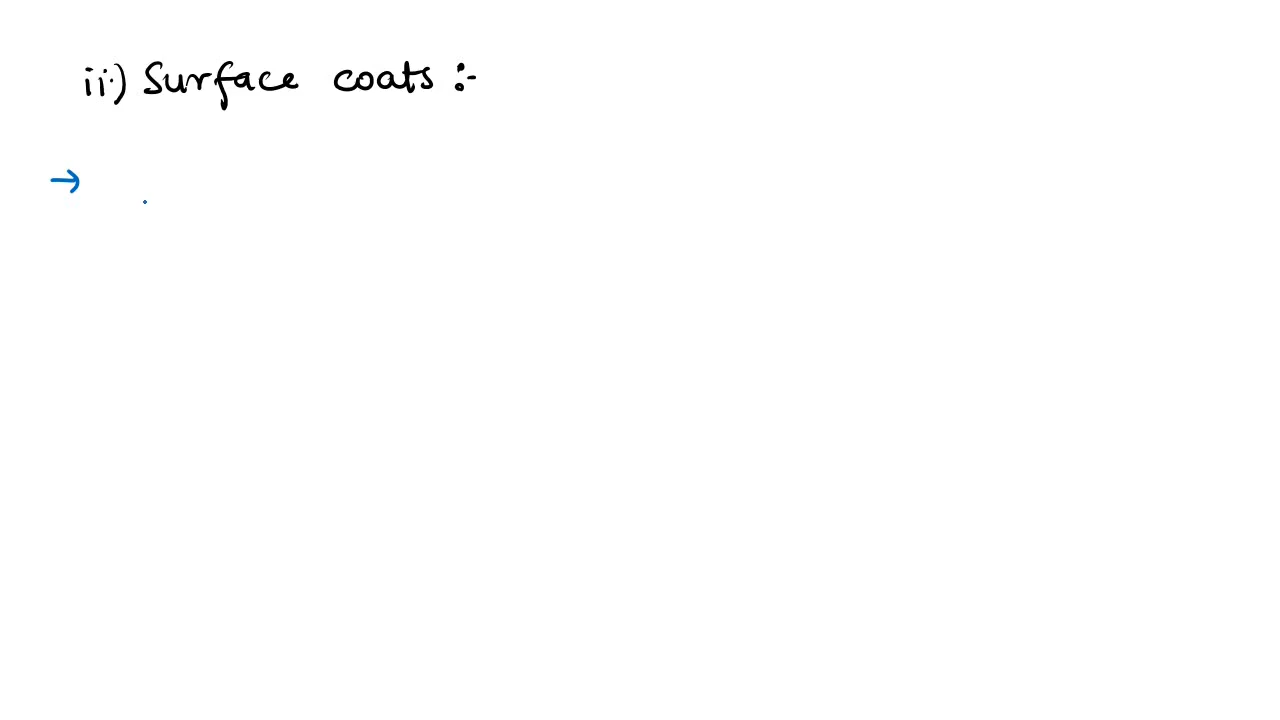 ii) Surface coats :-
→